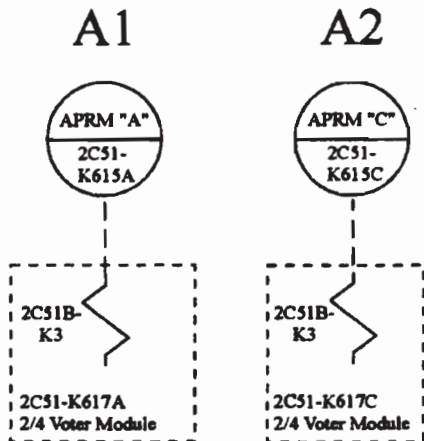 A1 A2
APRM "A" APRM "C"
2C51- 2C51-
K615A K615C
2C51B- 2C51B-
K3 K3
2C51-K617A 2C51-K617C
2/4 Voter Module 2/4 Voter Module